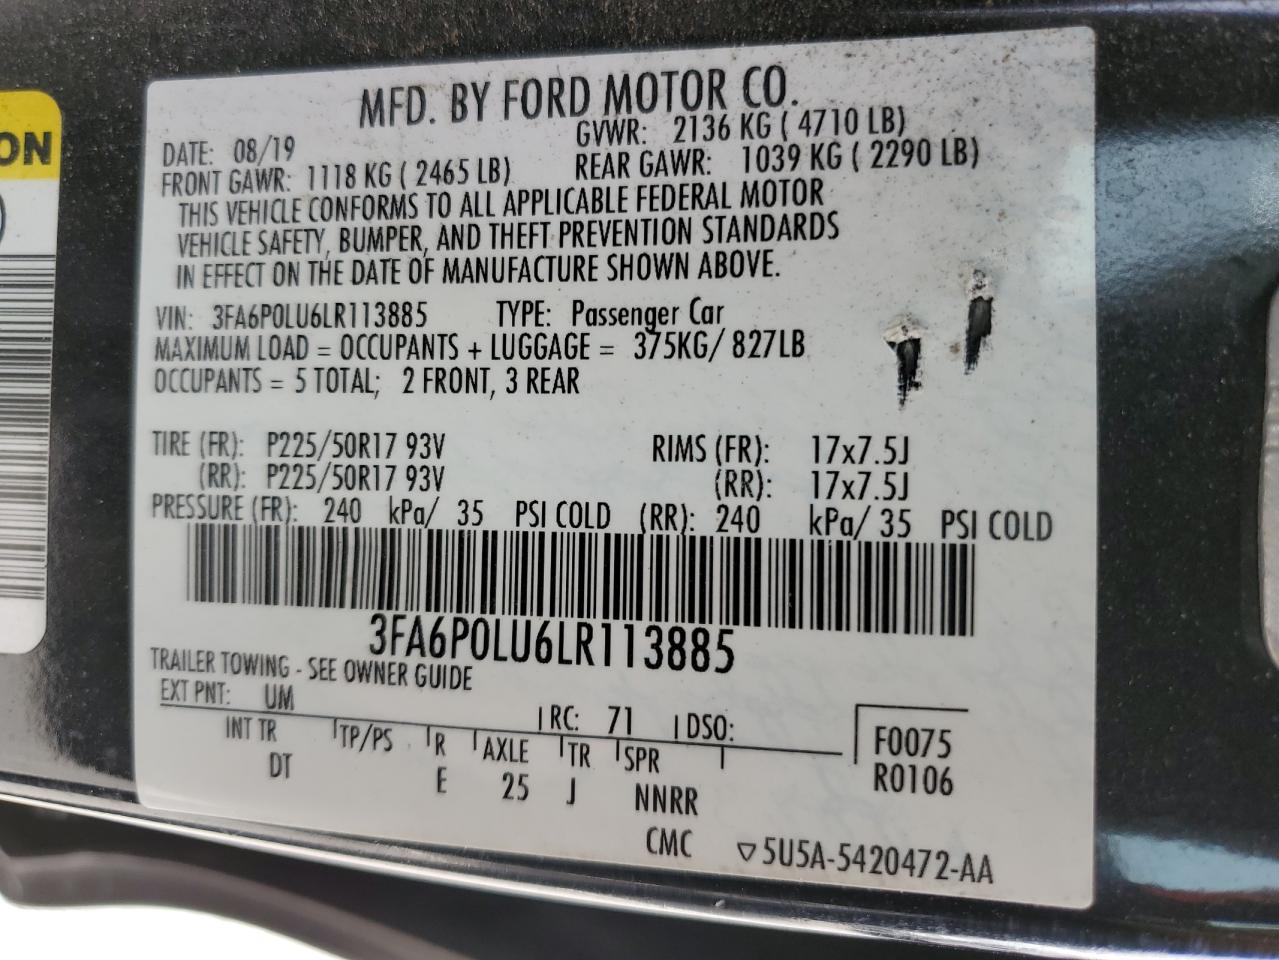 ON
MFD. BY FORD MOTOR CO.
DATE: 08/19 GVWR: 2136 KG ( 4710 LB)
FRONT GAWR: 1118 KG ( 2465 LB) REAR GAWR: 1039 KG ( 2290 LB)
THIS VEHICLE CONFORMS TO ALL APPLICABLE FEDERAL MOTOR
VEHICLE SAFETY, BUMPER, AND THEFT PREVENTION STANDARDS
IN EFFECT ON THE DATE OF MANUFACTURE SHOWN ABOVE.
VIN: 3FA6P0LU6LR113885 TYPE: Passenger Car
MAXIMUM LOAD = OCCUPANTS + LUGGAGE = 375KG/ 827LB
OCCUPANTS = 5 TOTAL; 2 FRONT, 3 REAR
TIRE (FR): P225/50R17 93V RIMS (FR): 17x7.5J
(RR): P225/50R17 93V (RR): 17x7.5J
PRESSURE (FR): 240 kPa/ 35 PSI COLD (RR): 240 kPa/ 35 PSI COLD
3FA6P0LU6LR113885
TRAILER TOWING - SEE OWNER GUIDE
EXT PNT: UM RC: 71 DSO:
INT TR TP/PS R AXLE TR SPR F0075
DT E 25 J NNRR R0106
CMC ▽5U5A-5420472-AA